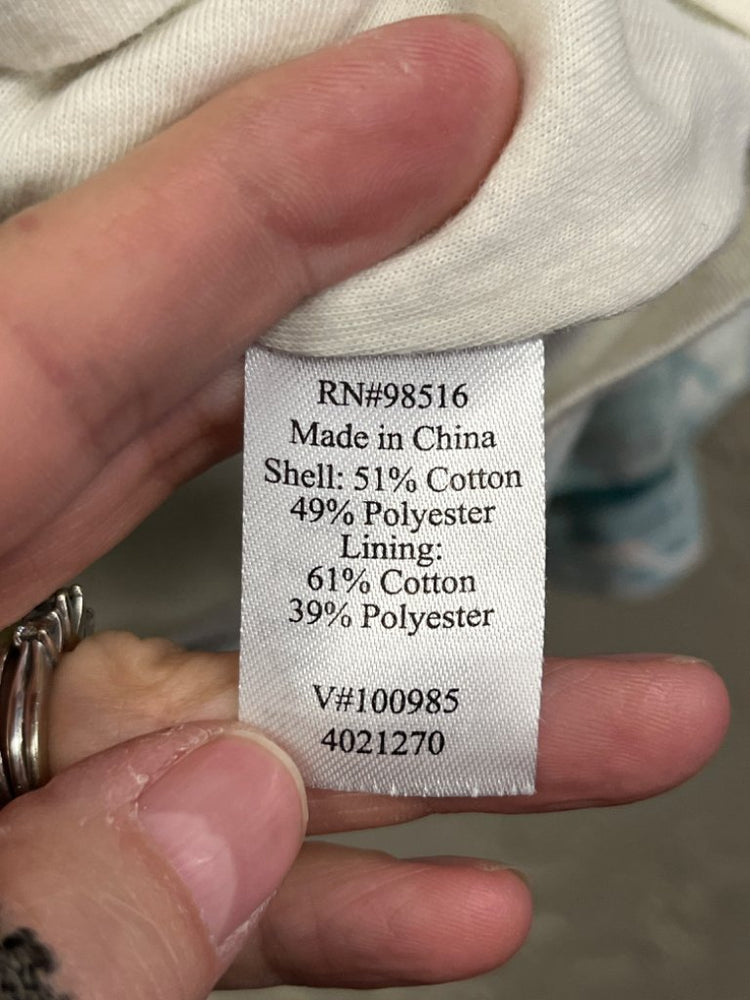 RN#98516
Made in China
Shell: 51% Cotton
49% Polyester
Lining:
61% Cotton
39% Polyester
V#100985
4021270